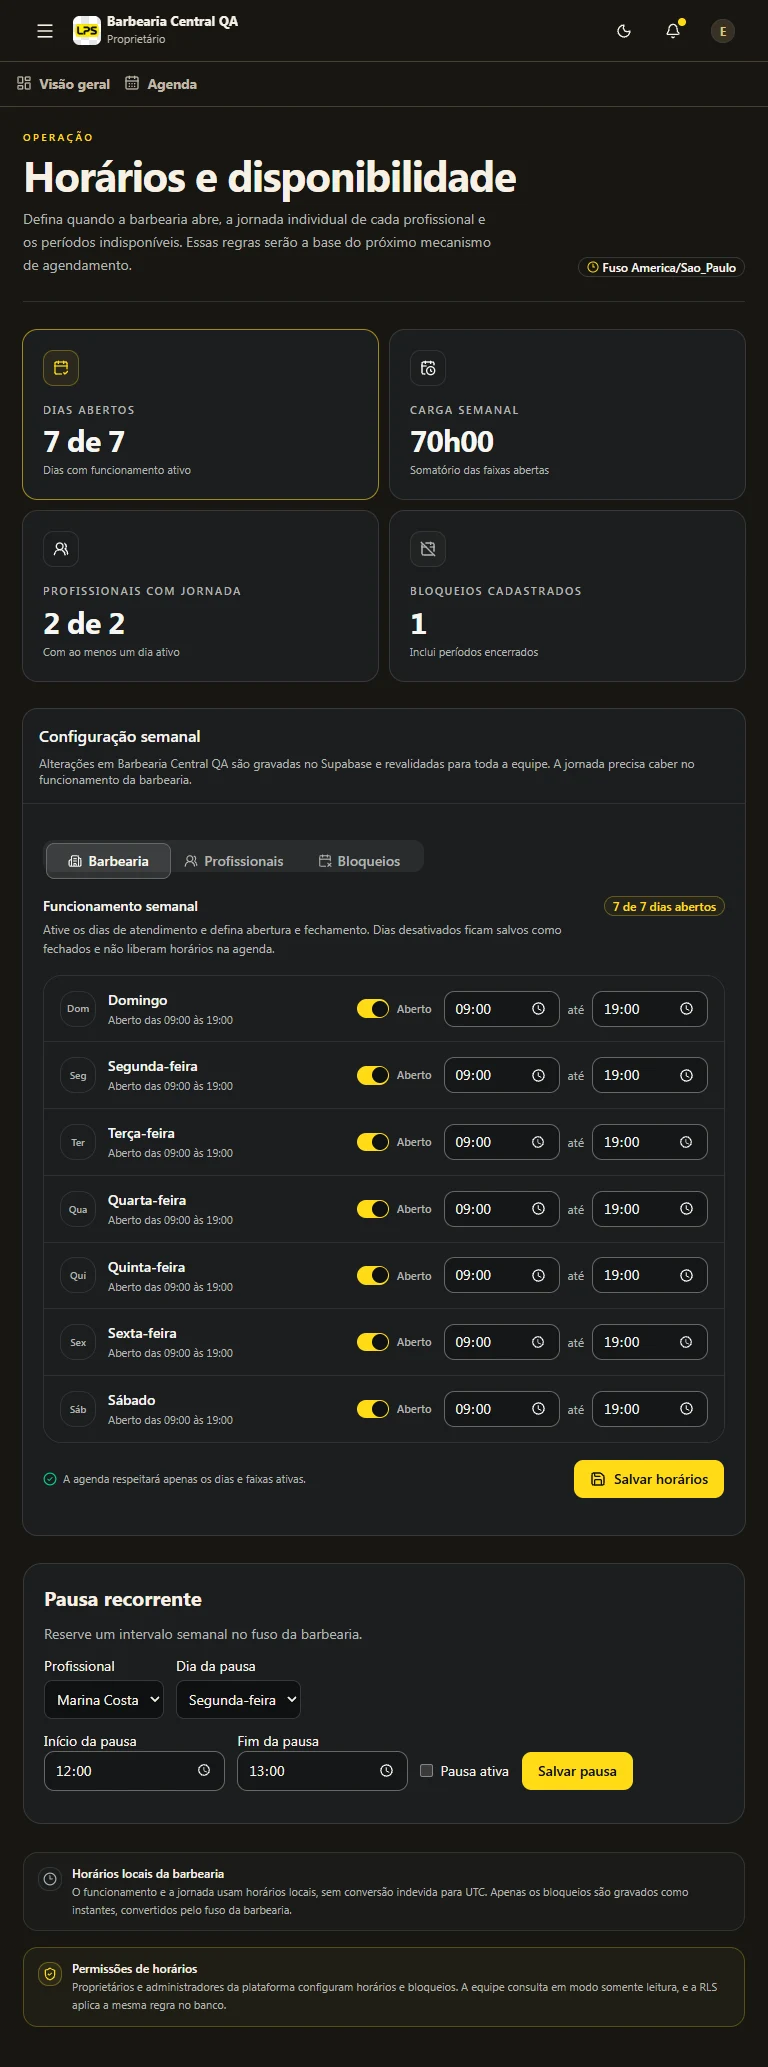 LPS
Barbearia Central QA
Proprietário
E
Visão geral
Agenda
OPERAÇÃO
Horários e disponibilidade
Defina quando a barbearia abre, a jornada individual de cada profissional e
os períodos indisponíveis. Essas regras serão a base do próximo mecanismo
de agendamento.
Fuso America/Sao_Paulo
DIAS ABERTOS
7 de 7
Dias com funcionamento ativo
CARGA SEMANAL
70h00
Somatório das faixas abertas
PROFISSIONAIS COM JORNADA
2 de 2
Com ao menos um dia ativo
BLOQUEIOS CADASTRADOS
1
Inclui períodos encerrados
Configuração semanal
Alterações em Barbearia Central QA são gravadas no Supabase e revalidadas para toda a equipe. A jornada precisa caber no
funcionamento da barbearia.
Barbearia
Profissionais
Bloqueios
Funcionamento semanal
7 de 7 dias abertos
Ative os dias de atendimento e defina abertura e fechamento. Dias desativados ficam salvos como
fechados e não liberam horários na agenda.
Dom
Domingo
Aberto das 09:00 às 19:00
Aberto
09:00
até
19:00
Seg
Segunda-feira
Aberto das 09:00 às 19:00
Aberto
09:00
até
19:00
Ter
Terça-feira
Aberto das 09:00 às 19:00
Aberto
09:00
até
19:00
Qua
Quarta-feira
Aberto das 09:00 às 19:00
Aberto
09:00
até
19:00
Qui
Quinta-feira
Aberto das 09:00 às 19:00
Aberto
09:00
até
19:00
Sex
Sexta-feira
Aberto das 09:00 às 19:00
Aberto
09:00
até
19:00
Sáb
Sábado
Aberto das 09:00 às 19:00
Aberto
09:00
até
19:00
A agenda respeitará apenas os dias e faixas ativas.
Salvar horários
Pausa recorrente
Reserve um intervalo semanal no fuso da barbearia.
Profissional
Dia da pausa
Marina Costa
Segunda-feira
Início da pausa
Fim da pausa
12:00
13:00
Pausa ativa
Salvar pausa
Horários locais da barbearia
O funcionamento e a jornada usam horários locais, sem conversão indevida para UTC. Apenas os bloqueios são gravados como
instantes, convertidos pelo fuso da barbearia.
Permissões de horários
Proprietários e administradores da plataforma configuram horários e bloqueios. A equipe consulta em modo somente leitura, e a RLS
aplica a mesma regra no banco.